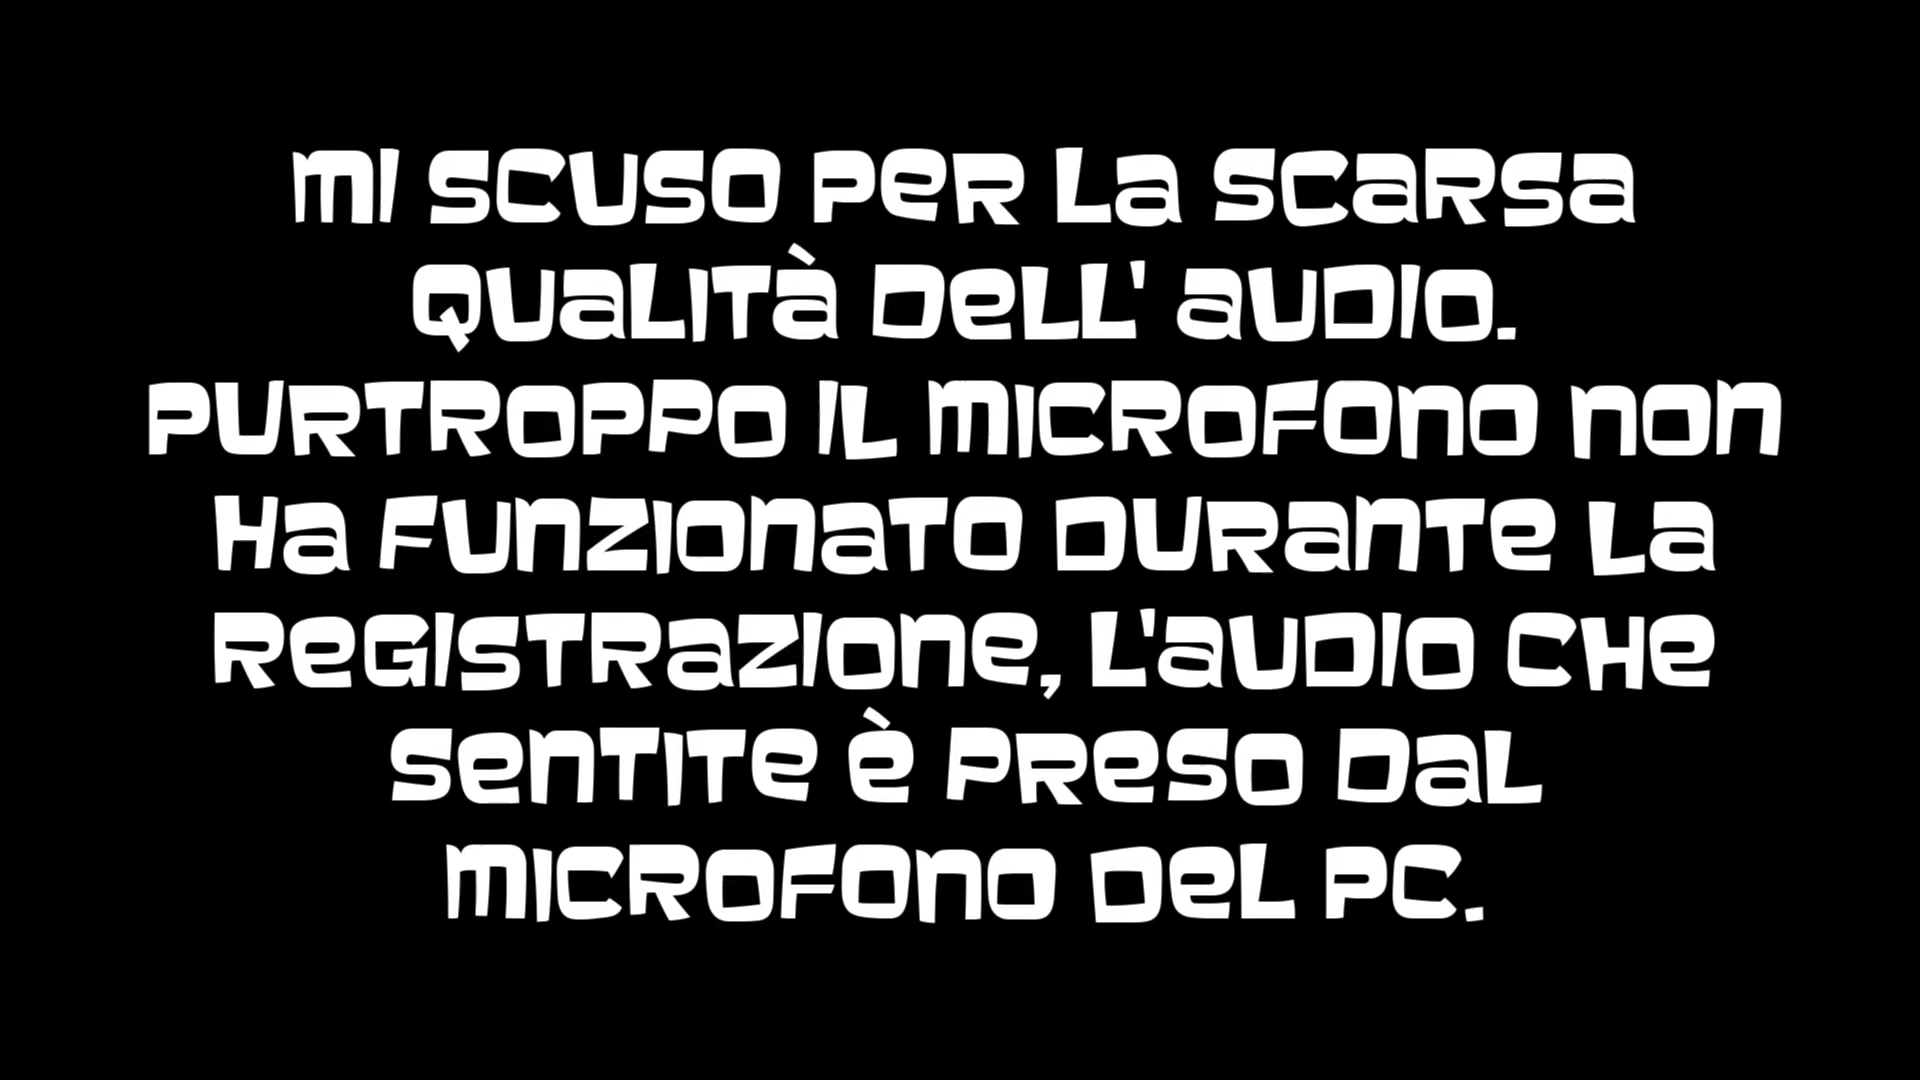 MI SCUSO PER LA SCARSA
QUALITÀ DELL' AUDIO.
PURTROPPO IL MICROFONO NON
HA FUNZIONATO DURANTE LA
REGISTRAZIONE, L'AUDIO CHE
SENTITE È PRESO DAL
MICROFONO DEL PC.